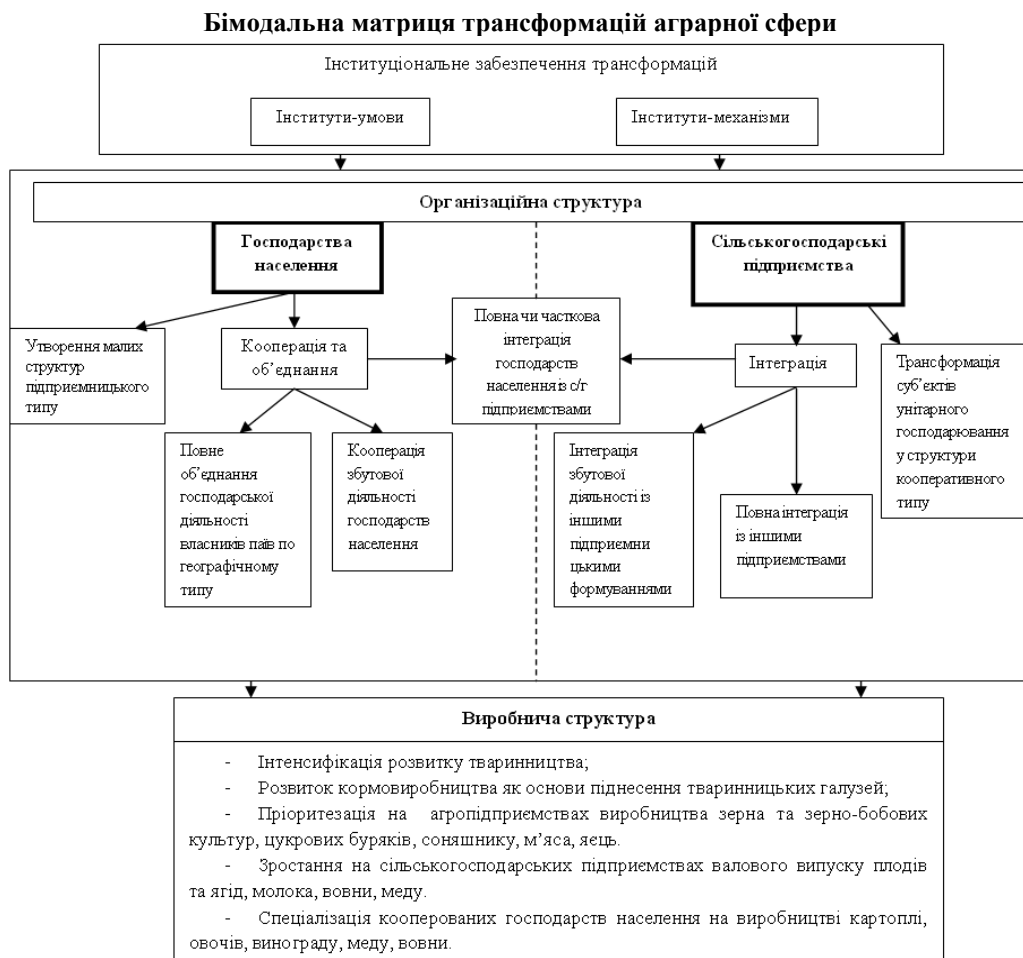 Бімодальна матриця трансформацій аграрної сфери
Інституціональне забезпечення трансформацій
Інститути-умови
Інститути-механізми
Організаційна структура
Господарства
населення
Сільськогосподарські
підприємства
Утворення малих
структур
підприємницького
типу
Кооперація та
об’єднання
Повна чи часткова
інтеграція
господарств
населення із с/г
підприємствами
Інтеграція
Трансформація
суб’єктів
унітарного
господарювання
у структури
кооперативного
типу
Повне
об’єднання
господарської
діяльності
власників паїв по
географічному
типу
Кооперація
збутової
діяльності
господарств
населення
Інтеграція
збутової
діяльності із
іншими
підприємни
цькими
формуваннями
Повна інтеграція
із іншими
підприємствами
Виробнича структура
- Інтенсифікація розвитку тваринництва;
- Розвиток кормовиробництва як основи піднесення тваринницьких галузей;
- Пріоритезація на агропідприємствах виробництва зерна та зерно-бобових
культур, цукрових буряків, соняшнику, м’яса, яєць.
- Зростання на сільськогосподарських підприємствах валового випуску плодів
та ягід, молока, вовни, меду.
- Спеціалізація кооперованих господарств населення на виробництві картоплі,
овочів, винограду, меду, вовни.